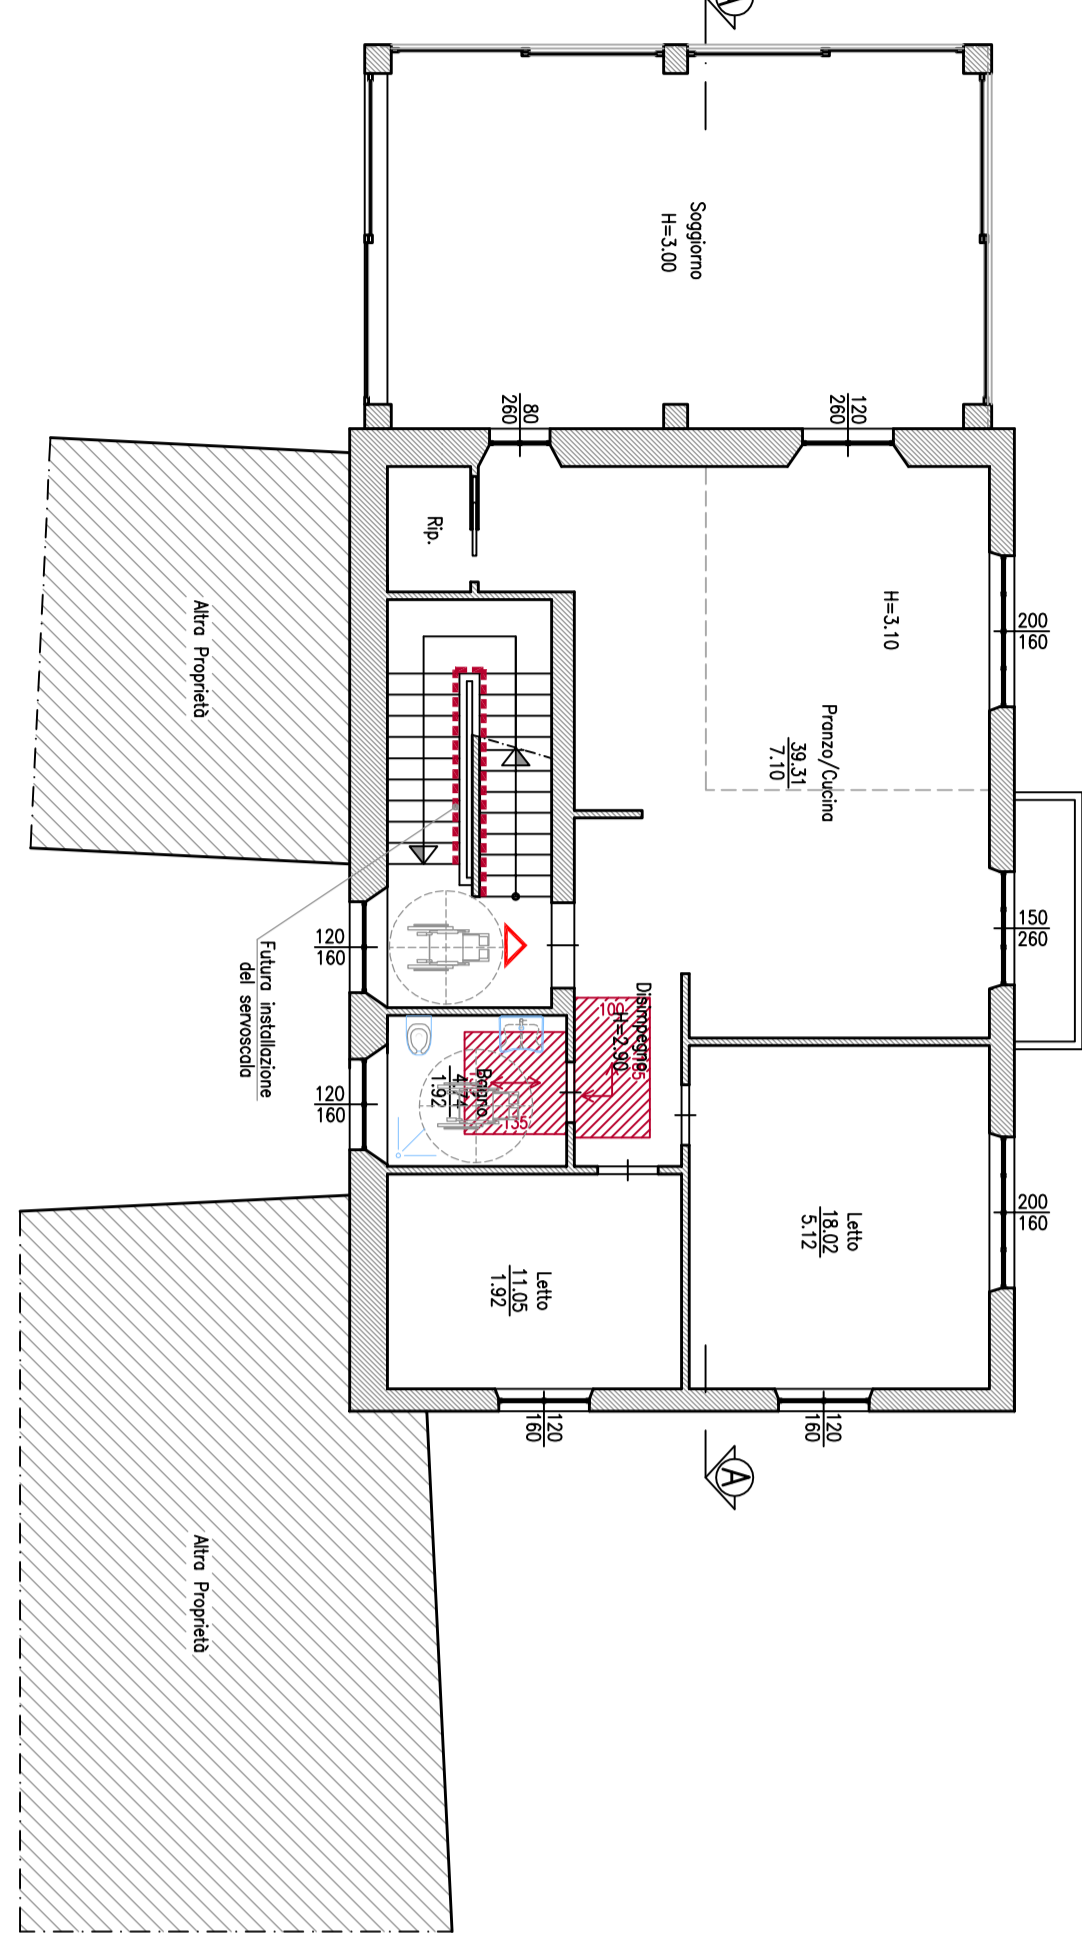 A
Soggiorno
H=3.00
80
260
120
260
Rip.
H=3.10
200
160
Pranzo/Cucina
39.31
7.10
Altra Proprietà
150
260
120
160
Futura installazione
del servoscala
Disimpegno
H=2.90
Bagno
1.92
135
120
160
200
160
Letto
18.02
5.12
Letto
11.05
1.92
120
160
120
160
A
Altra Proprietà